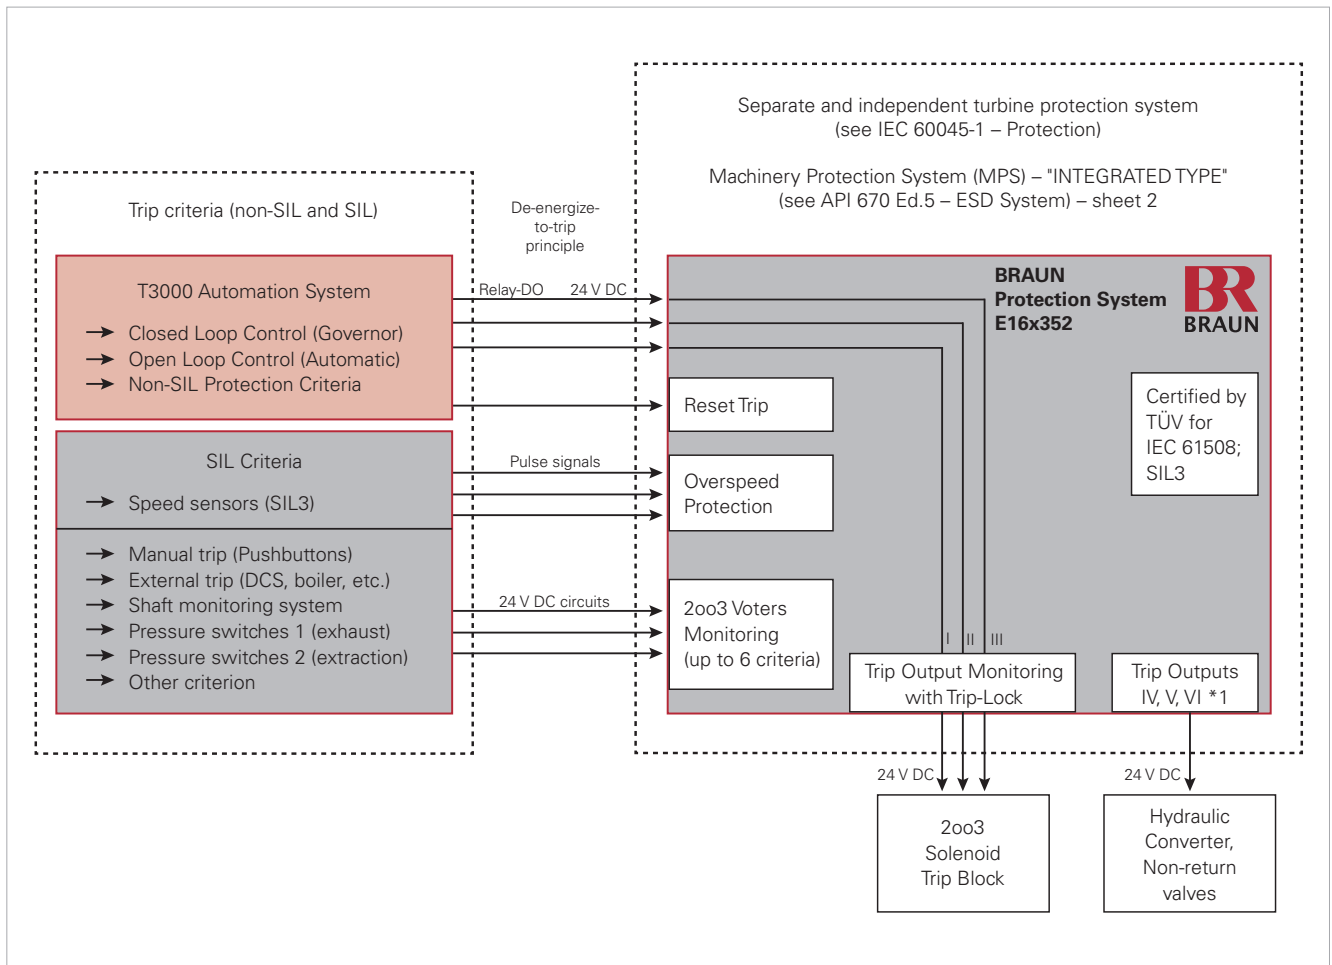 Separate and independent turbine protection system
(see IEC 60045-1 – Protection)
Machinery Protection System (MPS) – "INTEGRATED TYPE"
(see API 670 Ed.5 – ESD System) – sheet 2
Trip criteria (non-SIL and SIL)
De-energize-
to-trip
principle
T3000 Automation System
Closed Loop Control (Governor)
Open Loop Control (Automatic)
Non-SIL Protection Criteria
Relay-DO 24 V DC
BRAUN
Protection System
E16x352
BR
BRAUN
Reset Trip
Certified by
TÜV for
IEC 61508;
SIL3
SIL Criteria
Speed sensors (SIL3)
Pulse signals
Overspeed
Protection
Manual trip (Pushbuttons)
External trip (DCS, boiler, etc.)
Shaft monitoring system
Pressure switches 1 (exhaust)
Pressure switches 2 (extraction)
Other criterion
24 V DC circuits
2oo3 Voters
Monitoring
(up to 6 criteria)
I II III
Trip Output Monitoring
with Trip-Lock
Trip Outputs
IV, V, VI *1
24 V DC
24 V DC
2oo3
Solenoid
Trip Block
Hydraulic
Converter,
Non-return
valves